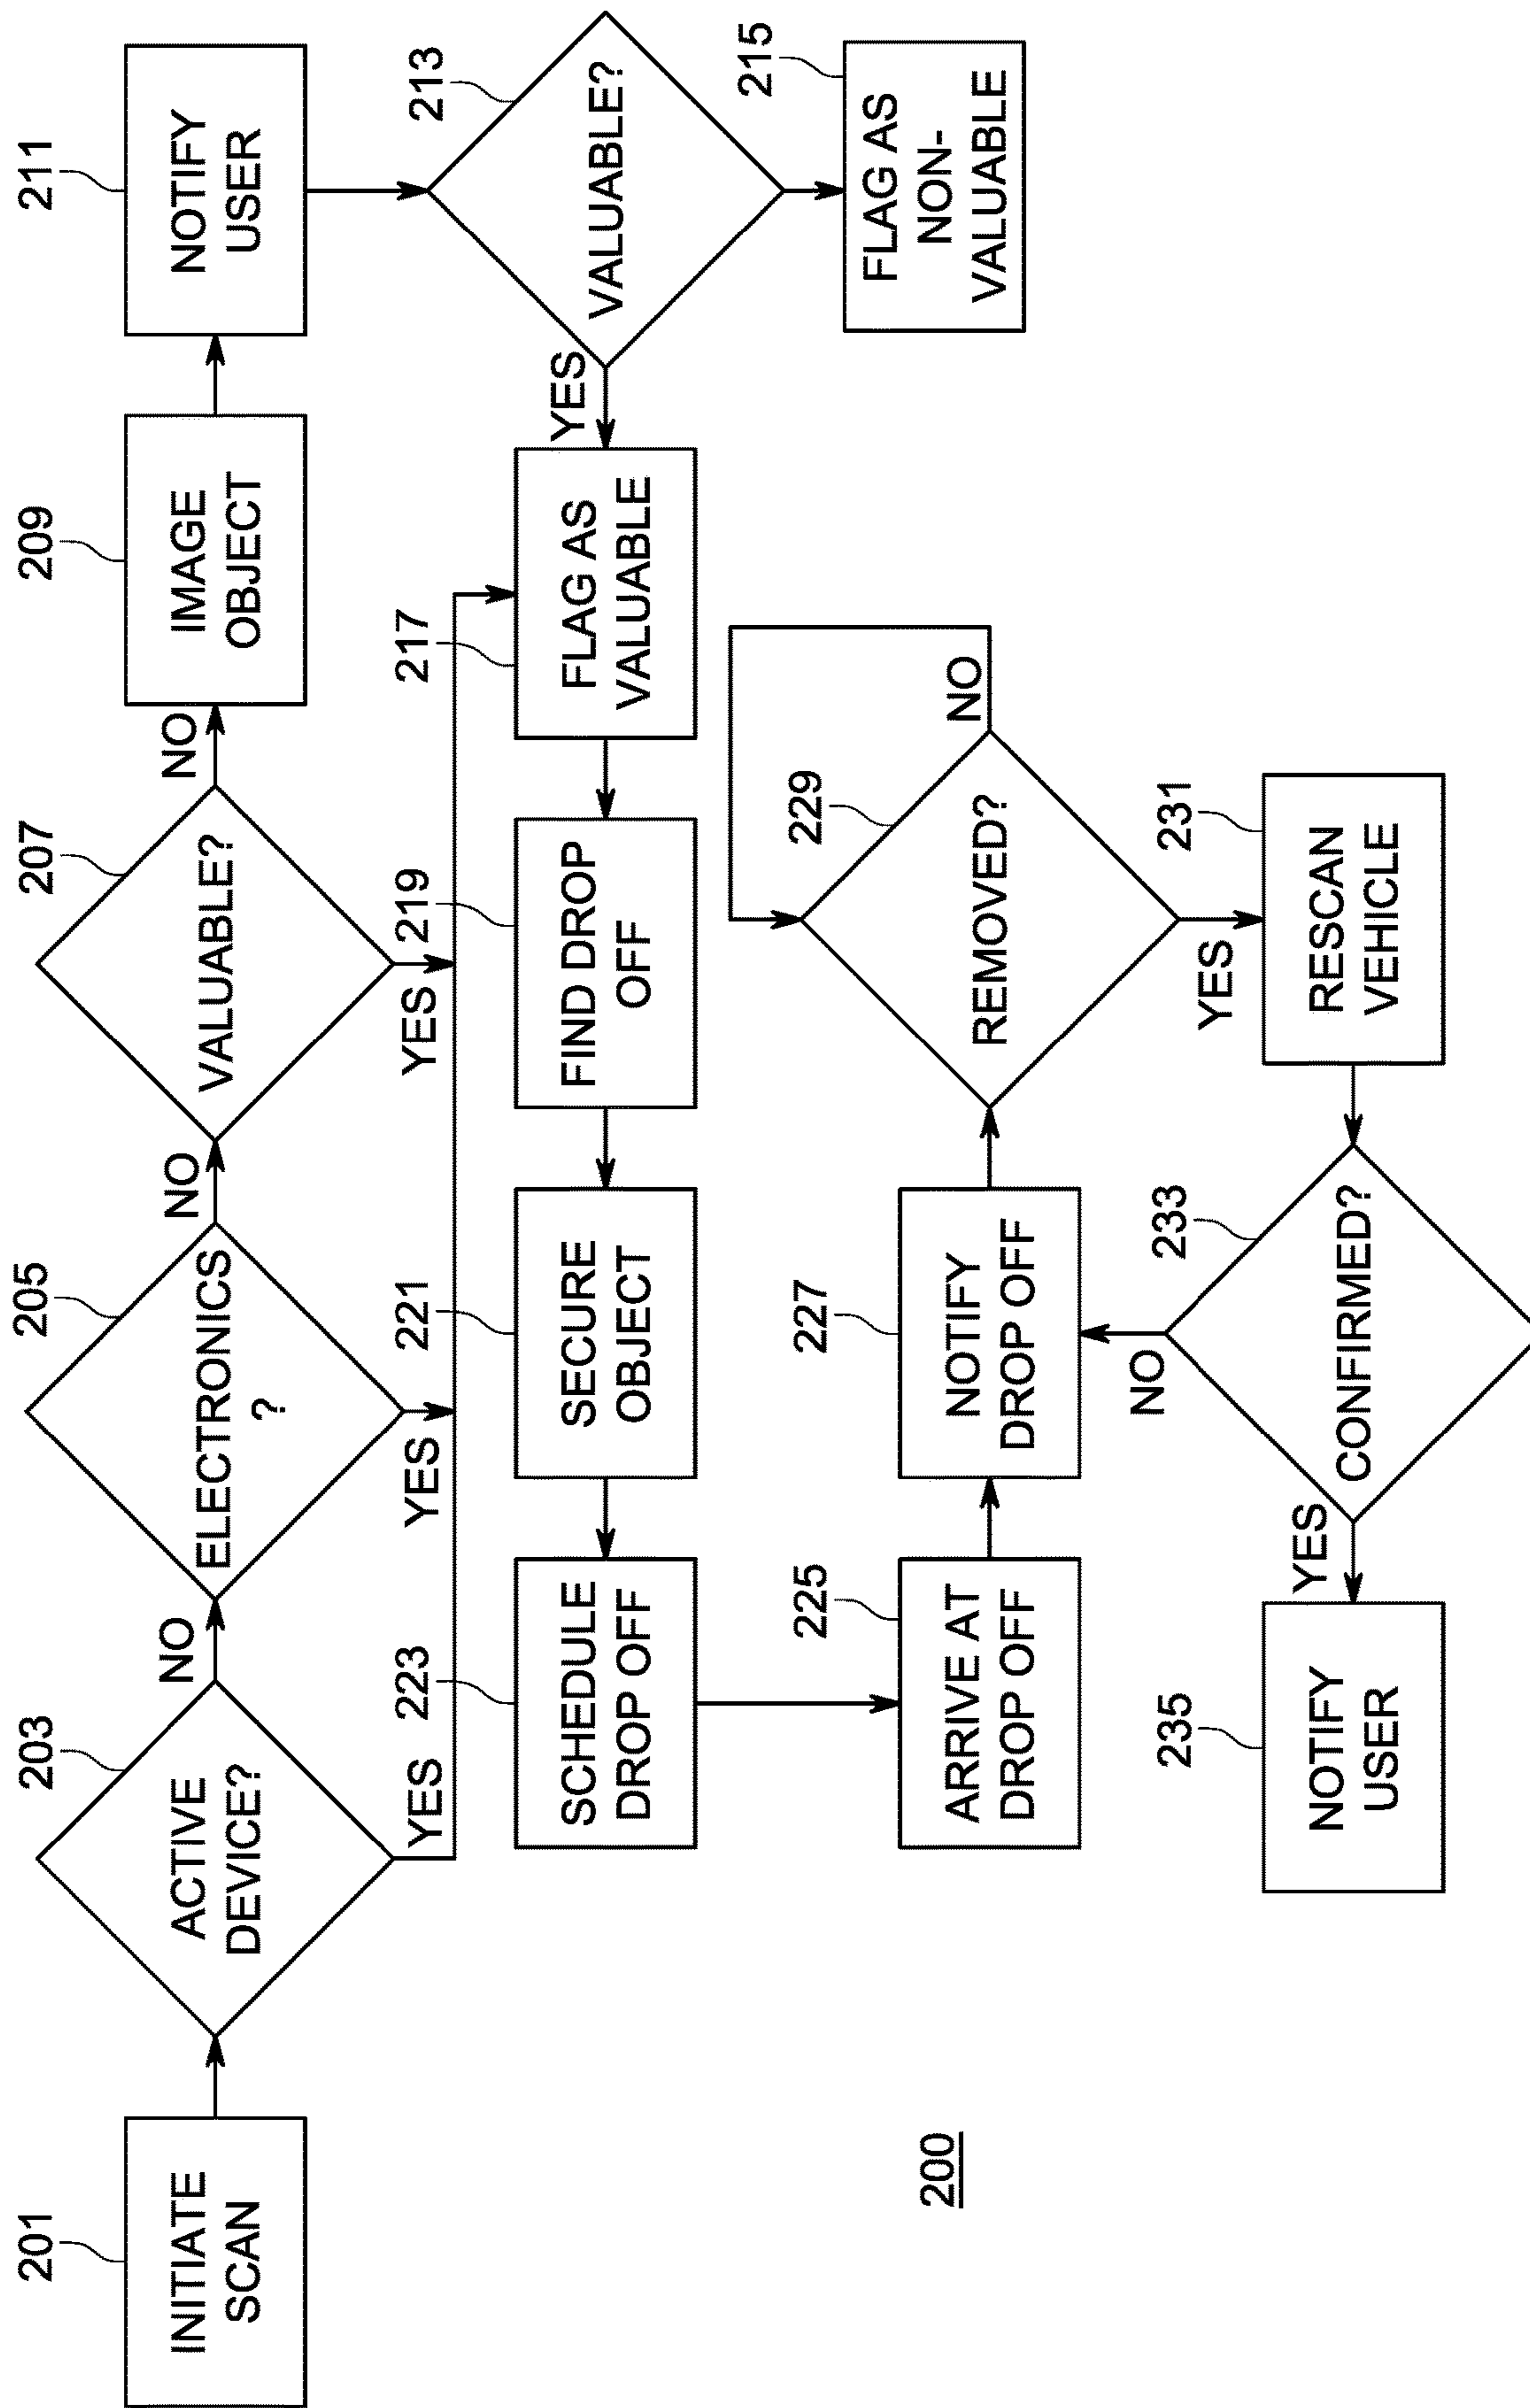 201
INITIATE
SCAN
203
ACTIVE
DEVICE?
NO
YES
205
ELECTRONICS
?
NO
YES
207
VALUABLE?
NO
YES
209
IMAGE
OBJECT
211
NOTIFY
USER
213
VALUABLE?
YES
215
FLAG AS
NON-
VALUABLE
217
FLAG AS
VALUABLE
219
FIND DROP
OFF
221
SECURE
OBJECT
223
SCHEDULE
DROP OFF
225
ARRIVE AT
DROP OFF
227
NOTIFY
DROP OFF
229
REMOVED?
NO
YES
231
RESCAN
VEHICLE
233
CONFIRMED?
NO
YES
235
NOTIFY
USER
200